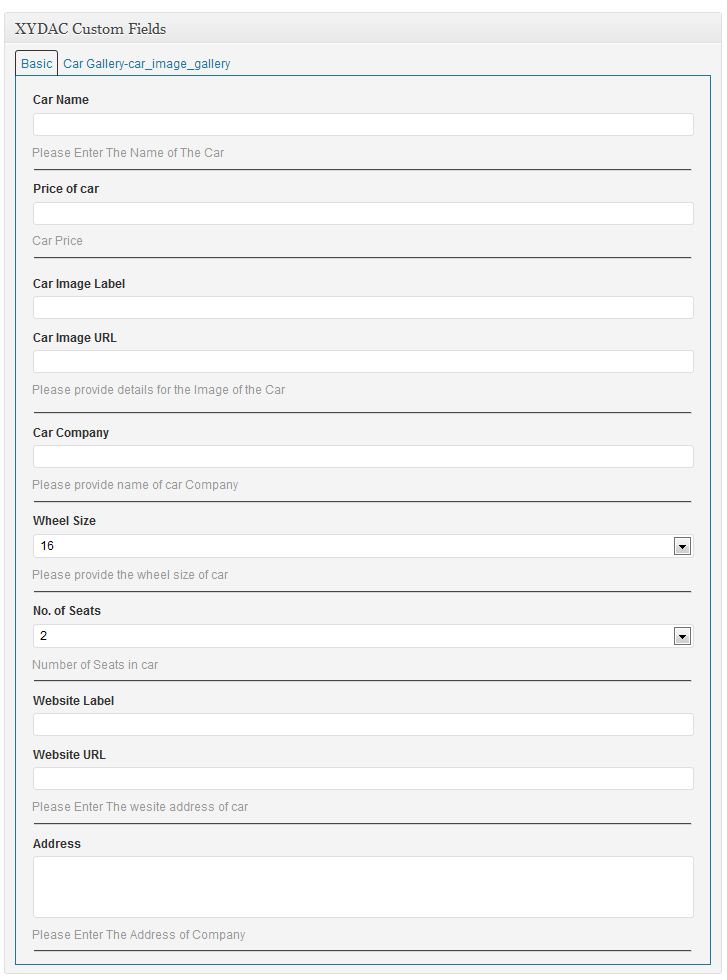 XYDAC Custom Fields
Basic Car Gallery-car_image_gallery
Car Name
Please Enter The Name of The Car
Price of car
Car Price
Car Image Label
Car Image URL
Please provide details for the Image of the Car
Car Company
Please provide name of car Company
Wheel Size
16
Please provide the wheel size of car
No. of Seats
2
Number of Seats in car
Website Label
Website URL
Please Enter The wesite address of car
Address
Please Enter The Address of Company